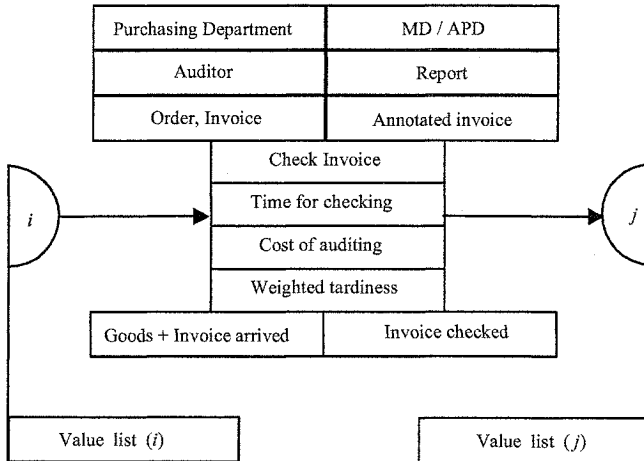 Purchasing Department MD / APD
Auditor Report
Order, Invoice Annotated invoice
Check Invoice
i Time for checking j
Cost of auditing
Weighted tardiness
Goods + Invoice arrived Invoice checked
Value list (i) Value list (j)